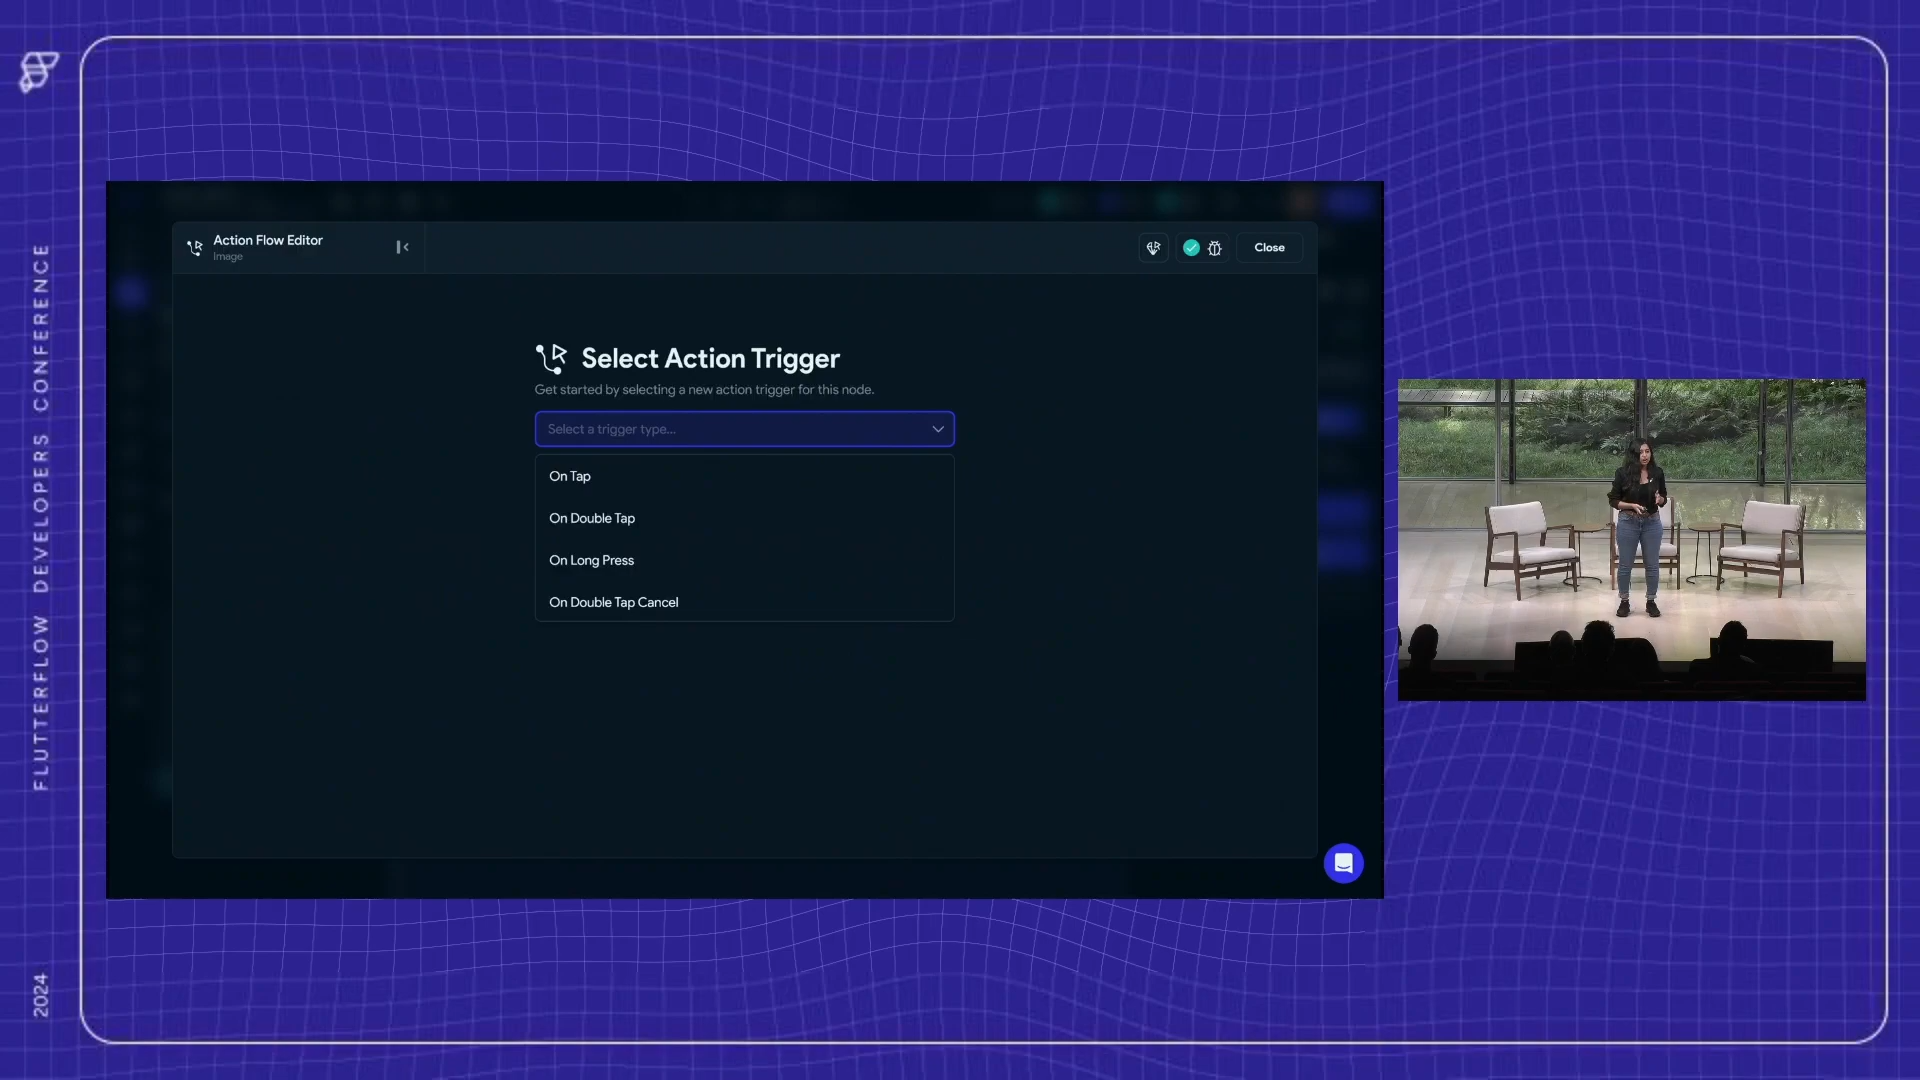 FLUTTERFLOW DEVELOPERS CONFERENCE
2024
Action Flow Editor
Image
Close
Select Action Trigger
Get started by selecting a new action trigger for this node.
Select a trigger type...
On Tap
On Double Tap
On Long Press
On Double Tap Cancel